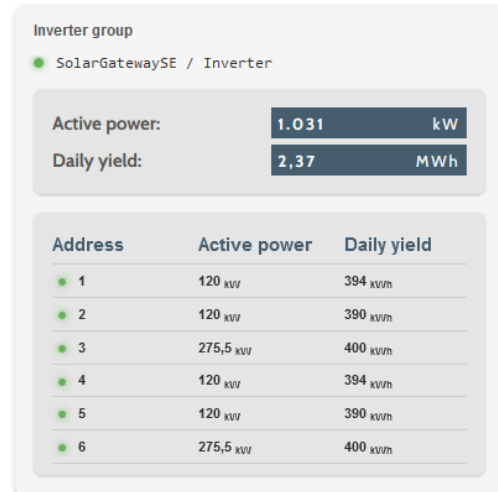 Inverter group
SolarGatewaySE / Inverter
Active power: 1.031 kW
Daily yield: 2,37 MWh
Address Active power Daily yield
1 120 kW 394 kWh
2 120 kW 390 kWh
3 275,5 kW 400 kWh
4 120 kW 394 kWh
5 120 kW 390 kWh
6 275,5 kW 400 kWh